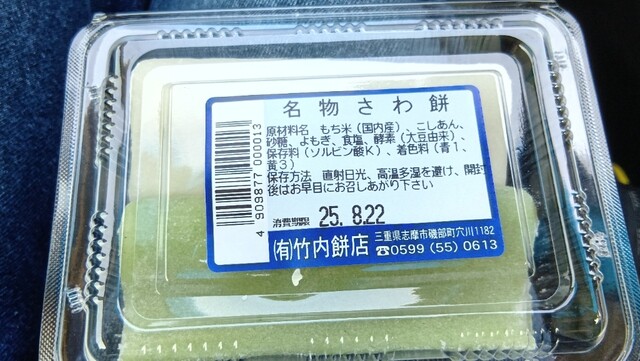 名物さわ餅
原材料名 もち米(国内産)、こしあん、
砂糖、よもぎ、食塩、酵素(大豆由来)、
保存料(ソルビン酸K)、着色料(青1、
黄3)
保存方法 直射日光、高温多湿を避け、開封
後はお早目にお召しあがり下さい
消費期限 25.8.22
(有)竹内餅店 三重県志摩市磯部町穴川1182
☎0599(55)0613
4 909877 000013